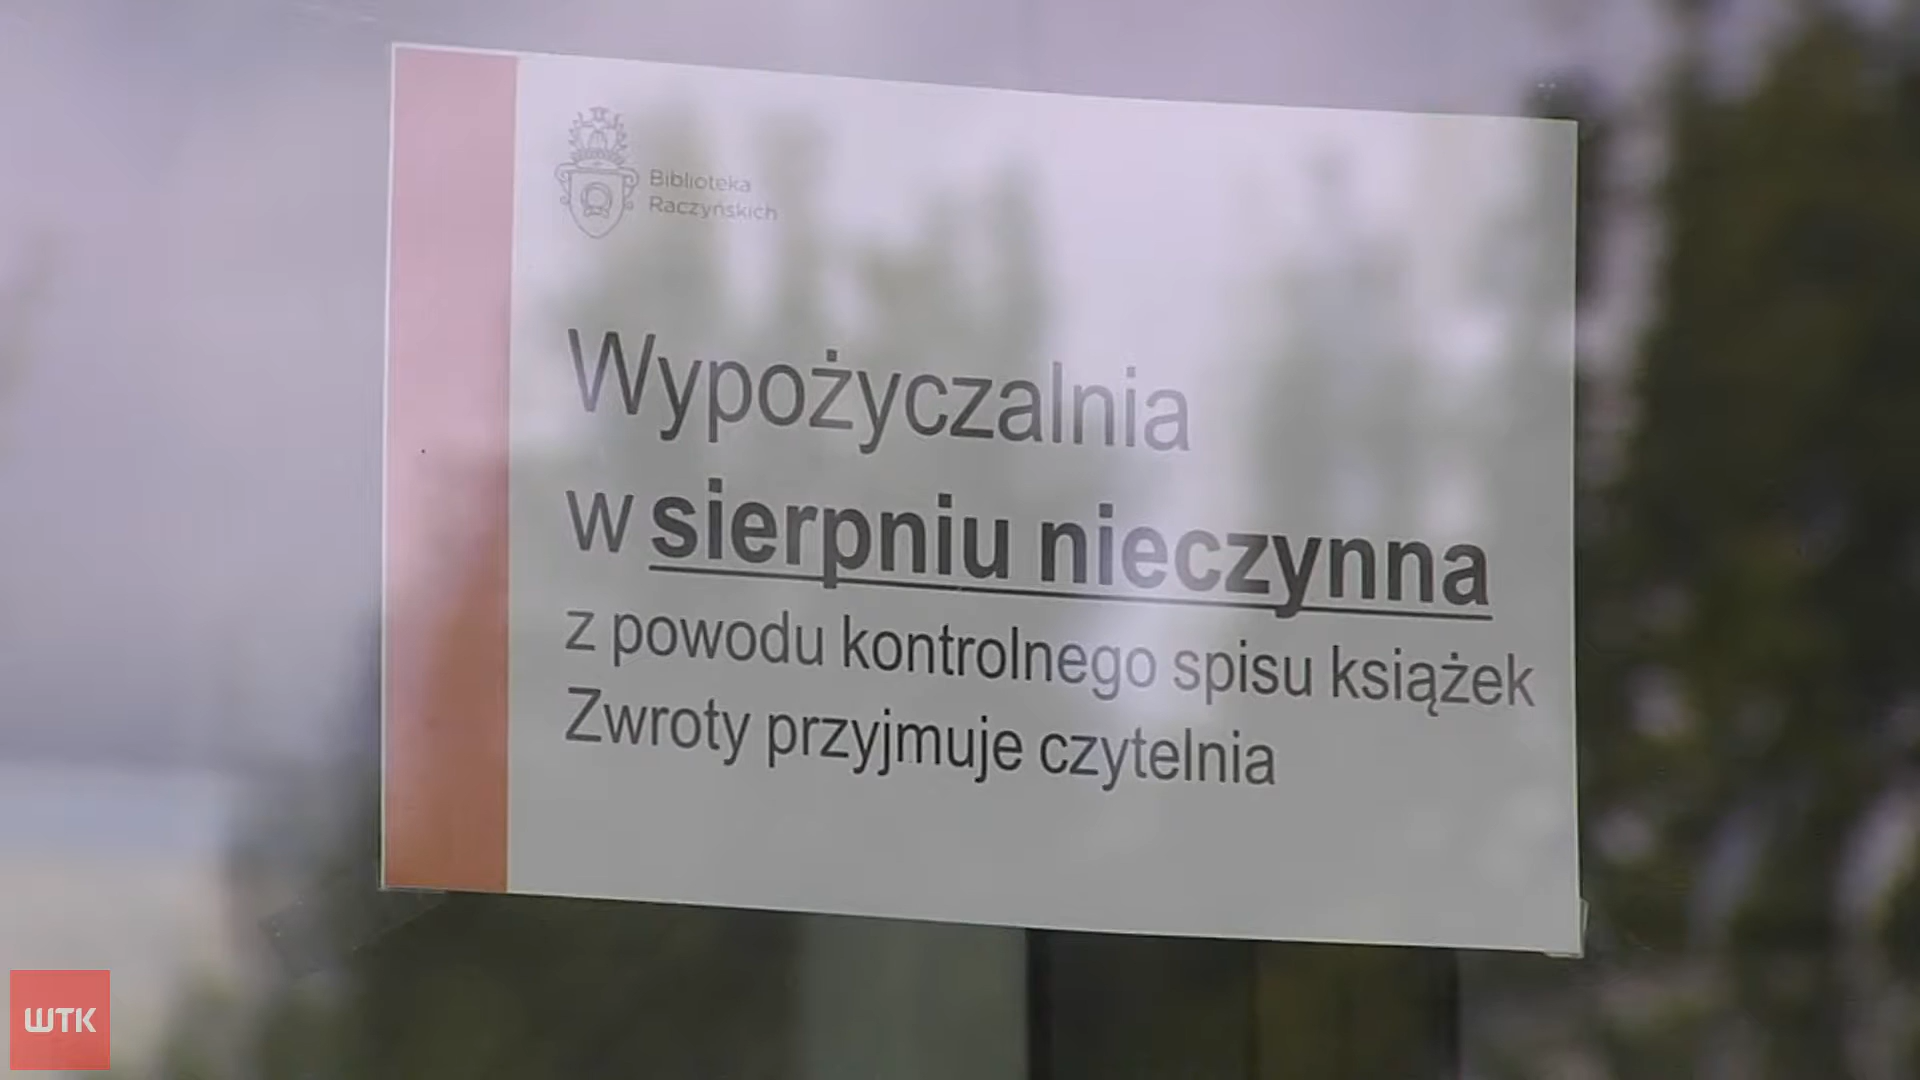 Biblioteka
Raczyńskich
Wypożyczalnia
w sierpniu nieczynna
z powodu kontrolnego spisu książek
Zwroty przyjmuje czytelnia
WTK